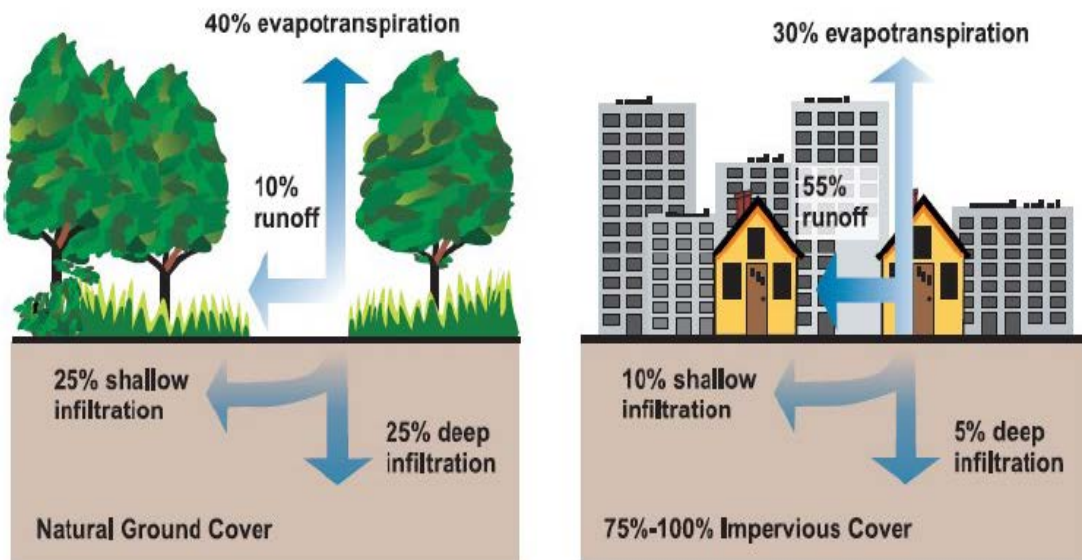 40% evapotranspiration
10%
runoff
25% shallow
infiltration
25% deep
infiltration
Natural Ground Cover
30% evapotranspiration
55%
runoff
10% shallow
infiltration
5% deep
infiltration
75%-100% Impervious Cover